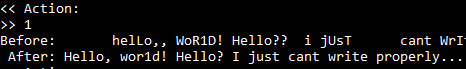 << Action:
>> 1
Before:      helLo,, WoR1D! Hello??  i jUsT      cant WrI
 After: Hello, wor1d! Hello? I just cant write properly...